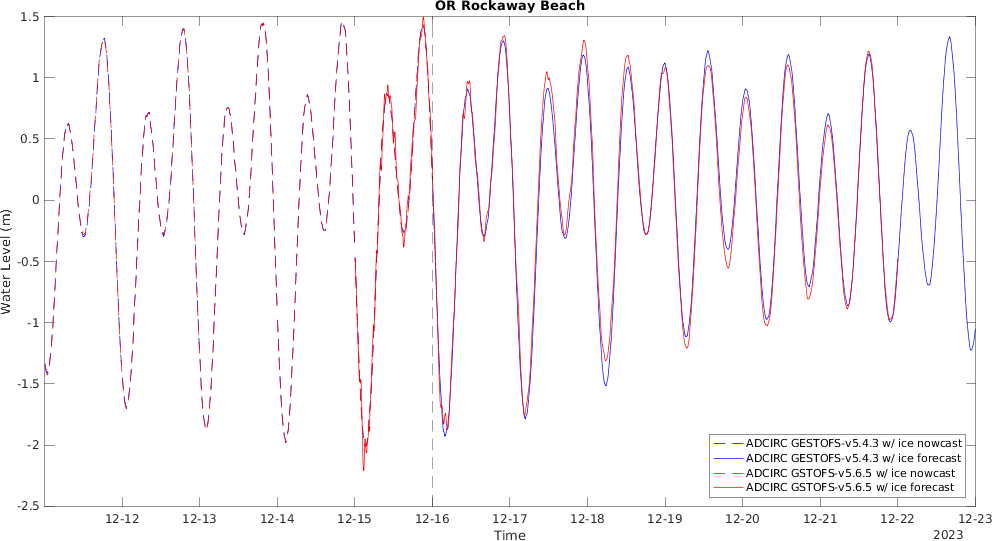 OR Rockaway Beach
Water Level (m)
1.5
1
0.5
0
-0.5
-1
-1.5
-2
-2.5
ADCIRC GESTOFS-v5.4.3 w/ ice nowcast
ADCIRC GESTOFS-v5.4.3 w/ ice forecast
ADCIRC GSTOFS-v5.6.5 w/ ice nowcast
ADCIRC GSTOFS-v5.6.5 w/ ice forecast
12-12 12-13 12-14 12-15 12-16 12-17 12-18 12-19 12-20 12-21 12-22 12-23
Time
2023